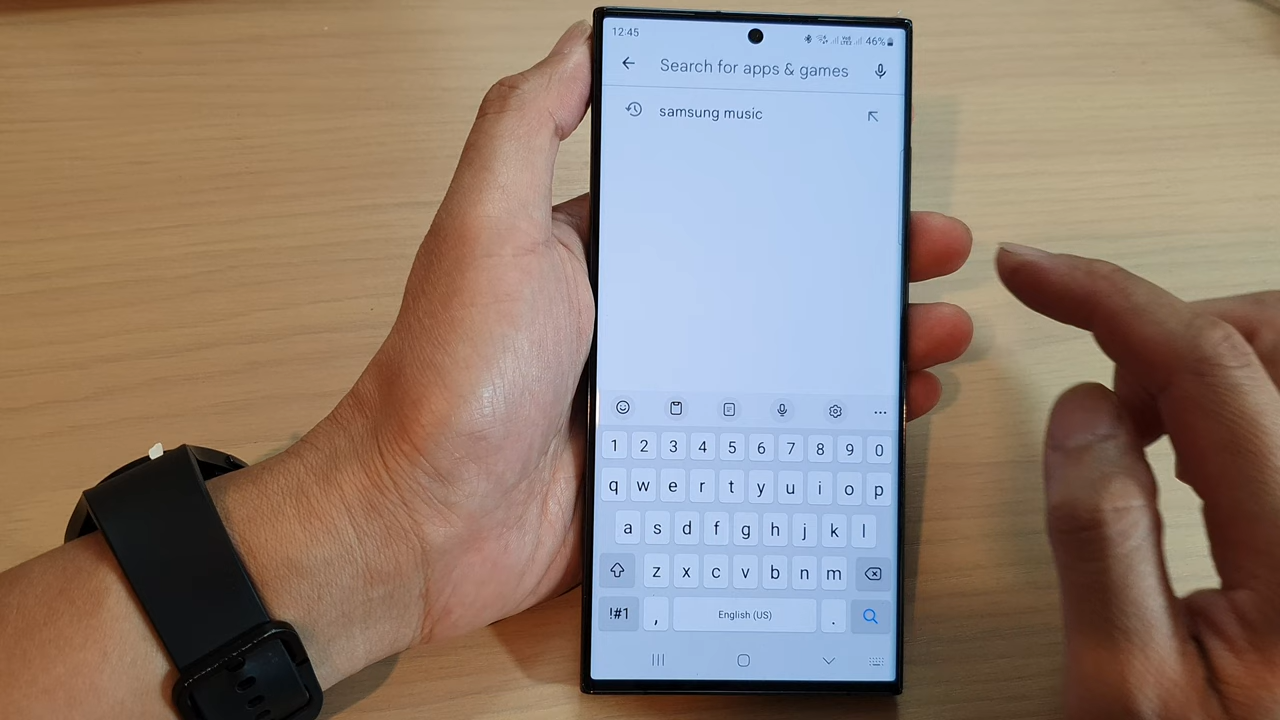 12:45
46%
Search for apps & games
samsung music
1 2 3 4 5 6 7 8 9 0
q w e r t y u i o p
a s d f g h j k l
z x c v b n m
!#1 , English (US) .